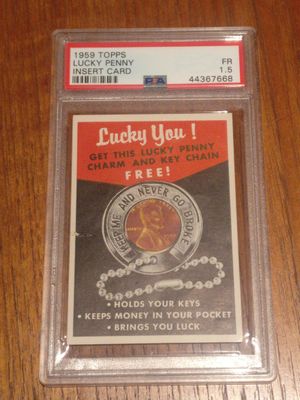 1959 TOPPS FR
LUCKY PENNY 1.5
INSERT CARD PSA 44367668
Lucky You!
GET THIS LUCKY PENNY
CHARM AND KEY CHAIN
FREE!
KEEP ME AND NEVER GO BROKE
• HOLDS YOUR KEYS
• KEEPS MONEY IN YOUR POCKET
• BRINGS YOU LUCK